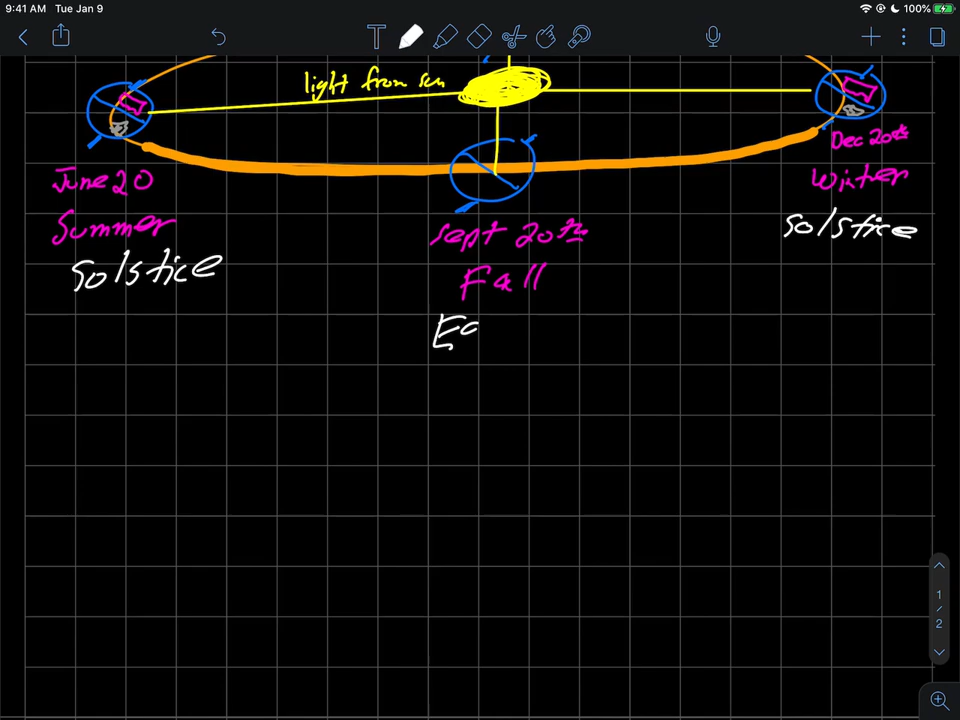 9:41 AM Tue Jan 9
100%
light from sun
June 20
Summer
Solstice
Sept 20th
Fall
Dec 20th
Winter
Solstice
1
/
2